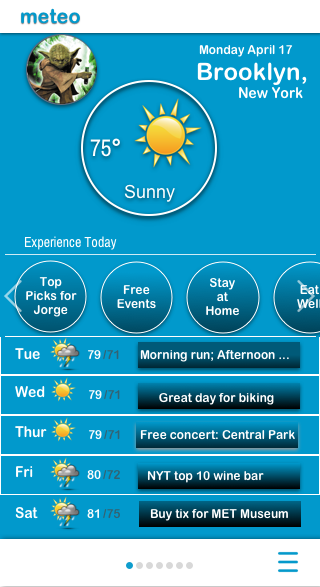 meteo
Monday April 17
Brooklyn,
New York
75°
Sunny
Experience Today
Top
Picks for
Jorge
Free
Events
Stay
at
Home
Eat
Well
Tue 79/71 Morning run; Afternoon ...
Wed 79/71 Great day for biking
Thur 79/71 Free concert: Central Park
Fri 80/72 NYT top 10 wine bar
Sat 81/75 Buy tix for MET Museum